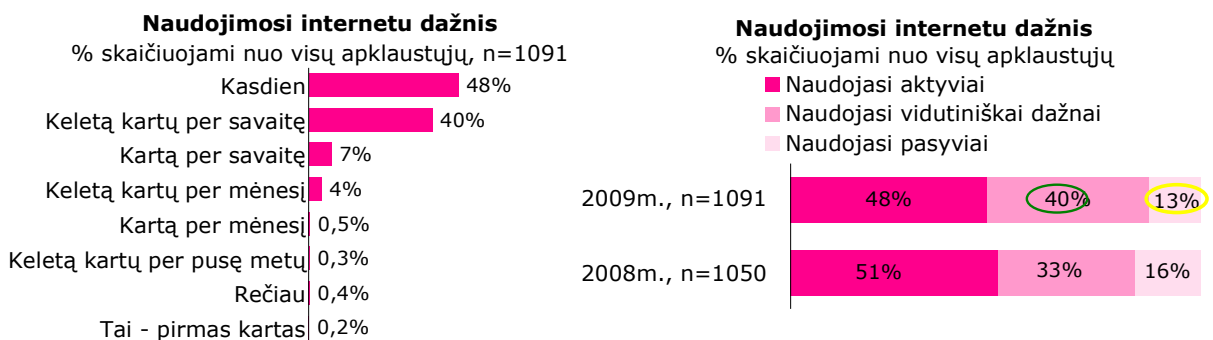 Naudojimosi internetu dažnis
% skaičiuojami nuo visų apklaustųjų, n=1091
Kasdien 48%
Keletą kartų per savaitę 40%
Kartą per savaitę 7%
Keletą kartų per mėnesį 4%
Kartą per mėnesį 0,5%
Keletą kartų per pusę metų 0,3%
Rečiau 0,4%
Tai - pirmas kartas 0,2%
Naudojimosi internetu dažnis
% skaičiuojami nuo visų apklaustųjų
Naudojasi aktyviai
Naudojasi vidutiniškai dažnai
Naudojasi pasyviai
2009m., n=1091 48% 40% 13%
2008m., n=1050 51% 33% 16%